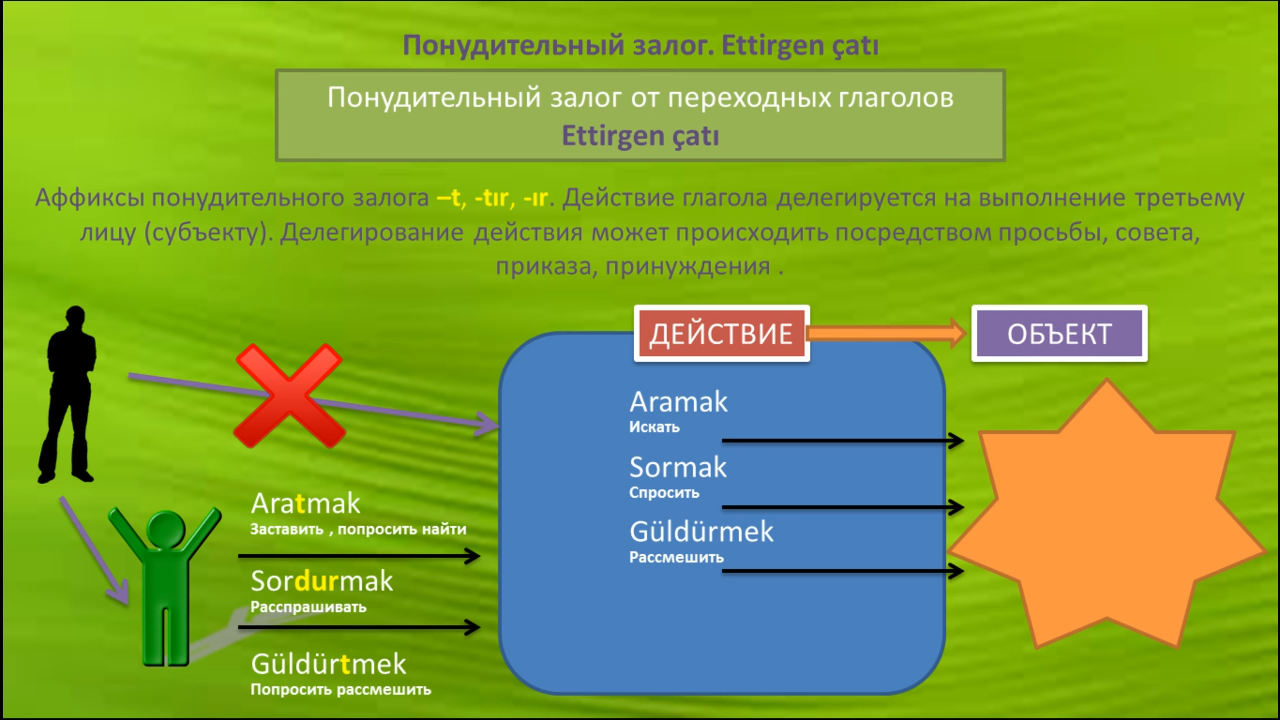 Понудительный залог. Ettirgen çatı
Понудительный залог от переходных глаголов
Ettirgen çatı
Аффиксы понудительного залога –t, -tır, -ır. Действие глагола делегируется на выполнение третьему
лицу (субъекту). Делегирование действия может происходить посредством просьбы, совета,
приказа, принуждения .
ДЕЙСТВИЕ
ОБЪЕКТ
Aramak
Искать
Sormak
Спросить
Güldürmek
Рассмешить
Aratmak
Заставить , попросить найти
Sordurmak
Расспрашивать
Güldürtmek
Попросить рассмешить